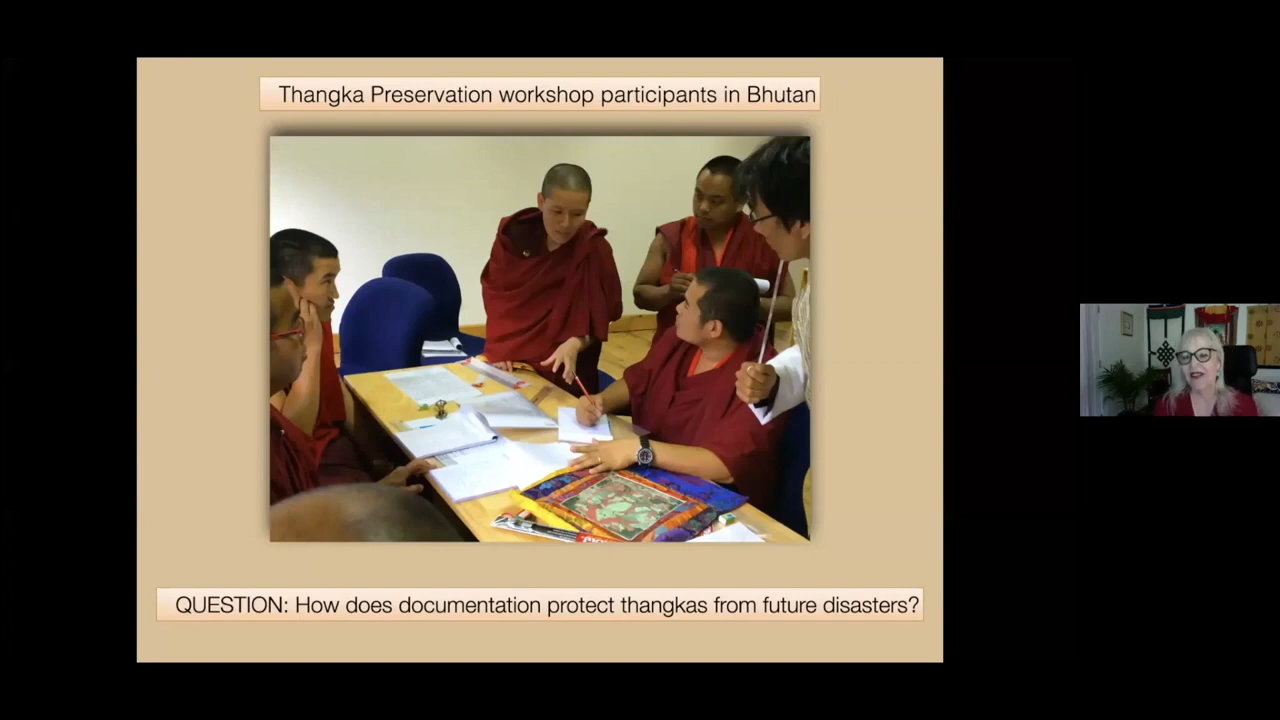 Thangka Preservation workshop participants in Bhutan
QUESTION: How does documentation protect thangkas from future disasters?